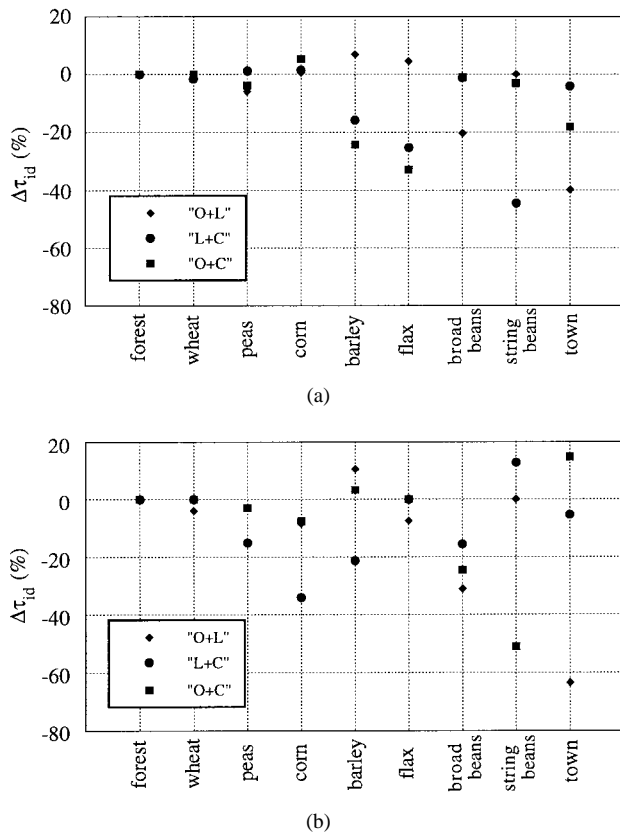 20
0
-20
-40
-60
-80
Δτid (%)
"O+L"
"L+C"
"O+C"
forest
wheat
peas
corn
barley
flax
broad
beans
string
beans
town
(a)
20
0
-20
-40
-60
-80
Δτid (%)
"O+L"
"L+C"
"O+C"
forest
wheat
peas
corn
barley
flax
broad
beans
string
beans
town
(b)